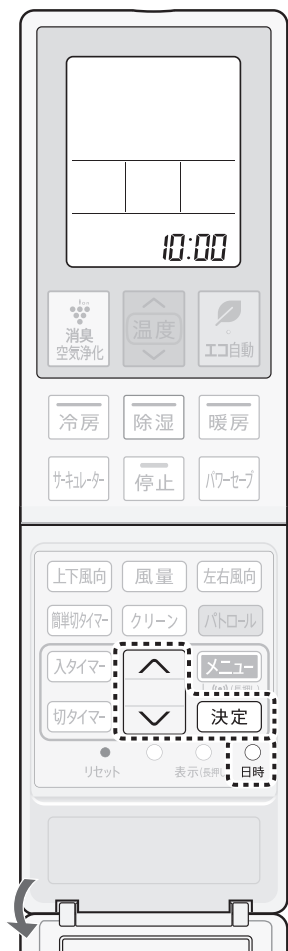 10:00
ion
消臭
空気浄化
温度
エコ自動
冷房
除湿
暖房
サーキュレーター
停止
パワーセーブ
上下風向
風量
左右風向
簡単切タイマー
クリーン
パトロール
入タイマー
メニュー
切タイマー
決定
リセット
表示(長押し
日時